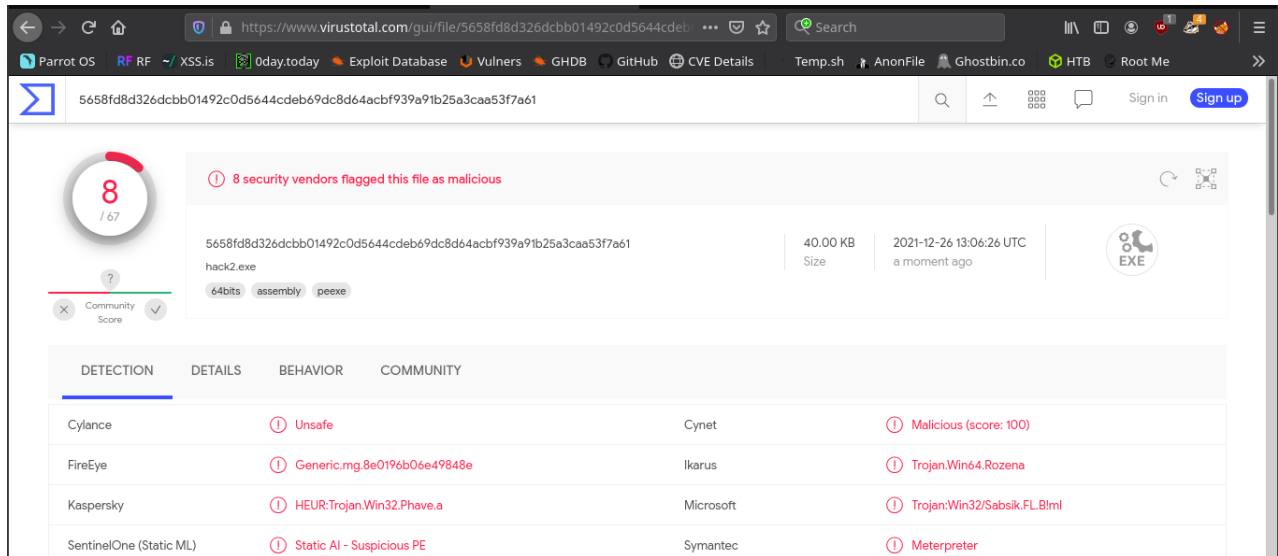 https://www.virustotal.com/gui/file/5658fd8d326dcbb01492c0d5644cdeb
Search
1
4
Parrot OS RF RF XSS.is 0day.today Exploit Database Vulners GHDB GitHub CVE Details Temp.sh AnonFile Ghostbin.co HTB Root Me
5658fd8d326dcbb01492c0d5644cdeb69dc8d64acbf939a91b25a3caa53f7a61
Sign in
Sign up
8
/ 67
8 security vendors flagged this file as malicious
5658fd8d326dcbb01492c0d5644cdeb69dc8d64acbf939a91b25a3caa53f7a61
hack2.exe
64bits assembly peexe
40.00 KB
Size
2021-12-26 13:06:26 UTC
a moment ago
EXE
?
Community
Score
DETECTION DETAILS BEHAVIOR COMMUNITY
Cylance Unsafe Cynet Malicious (score: 100)
FireEye Generic.mg.8e0196b06e49848e Ikarus Trojan.Win64.Rozena
Kaspersky HEUR:Trojan.Win32.Phave.a Microsoft Trojan:Win32/Sabsik.FL.B!ml
SentinelOne (Static ML) Static AI - Suspicious PE Symantec Meterpreter